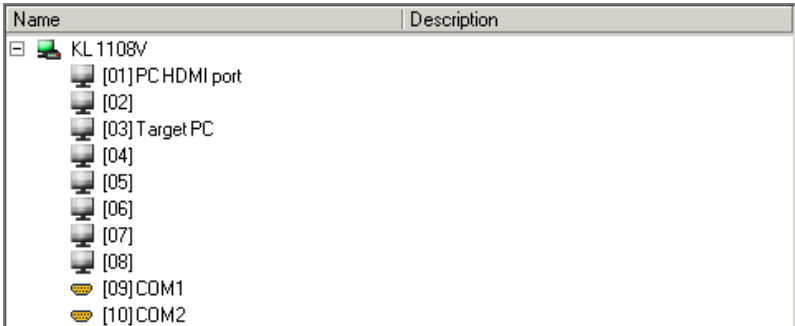 Name Description
KL1108V
[01]PC HDMI port
[02]
[03]Target PC
[04]
[05]
[06]
[07]
[08]
[09]COM1
[10]COM2